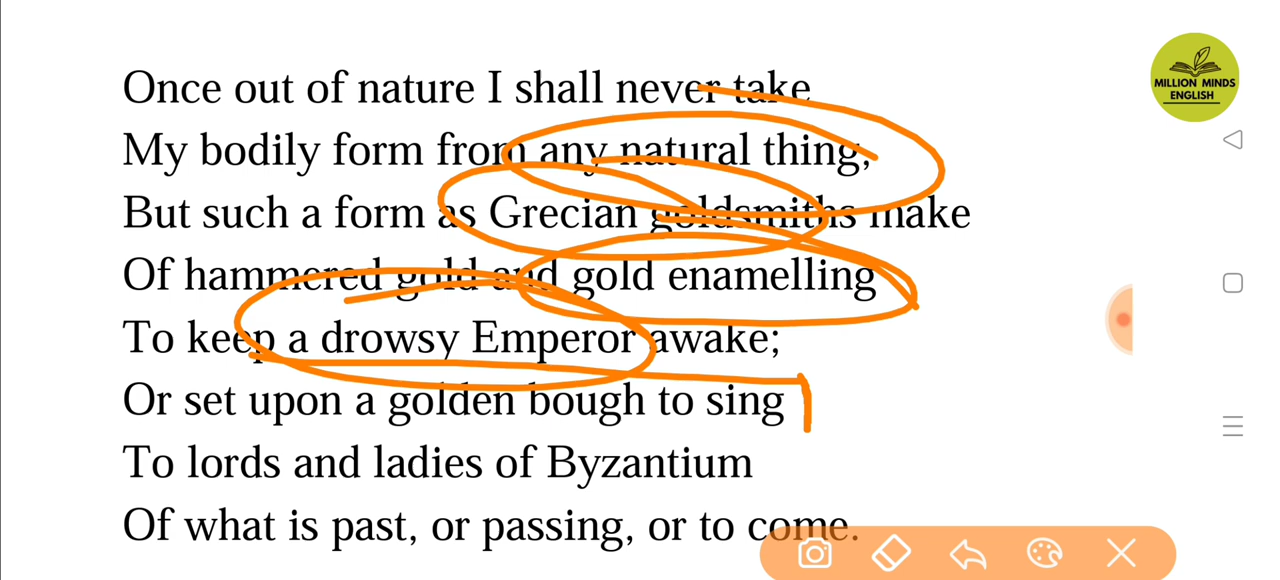 Once out of nature I shall never take
My bodily form from any natural thing,
But such a form as Grecian goldsmiths make
Of hammered gold and gold enamelling
To keep a drowsy Emperor awake;
Or set upon a golden bough to sing
To lords and ladies of Byzantium
Of what is past, or passing, or to come.
MILLION MINDS
ENGLISH